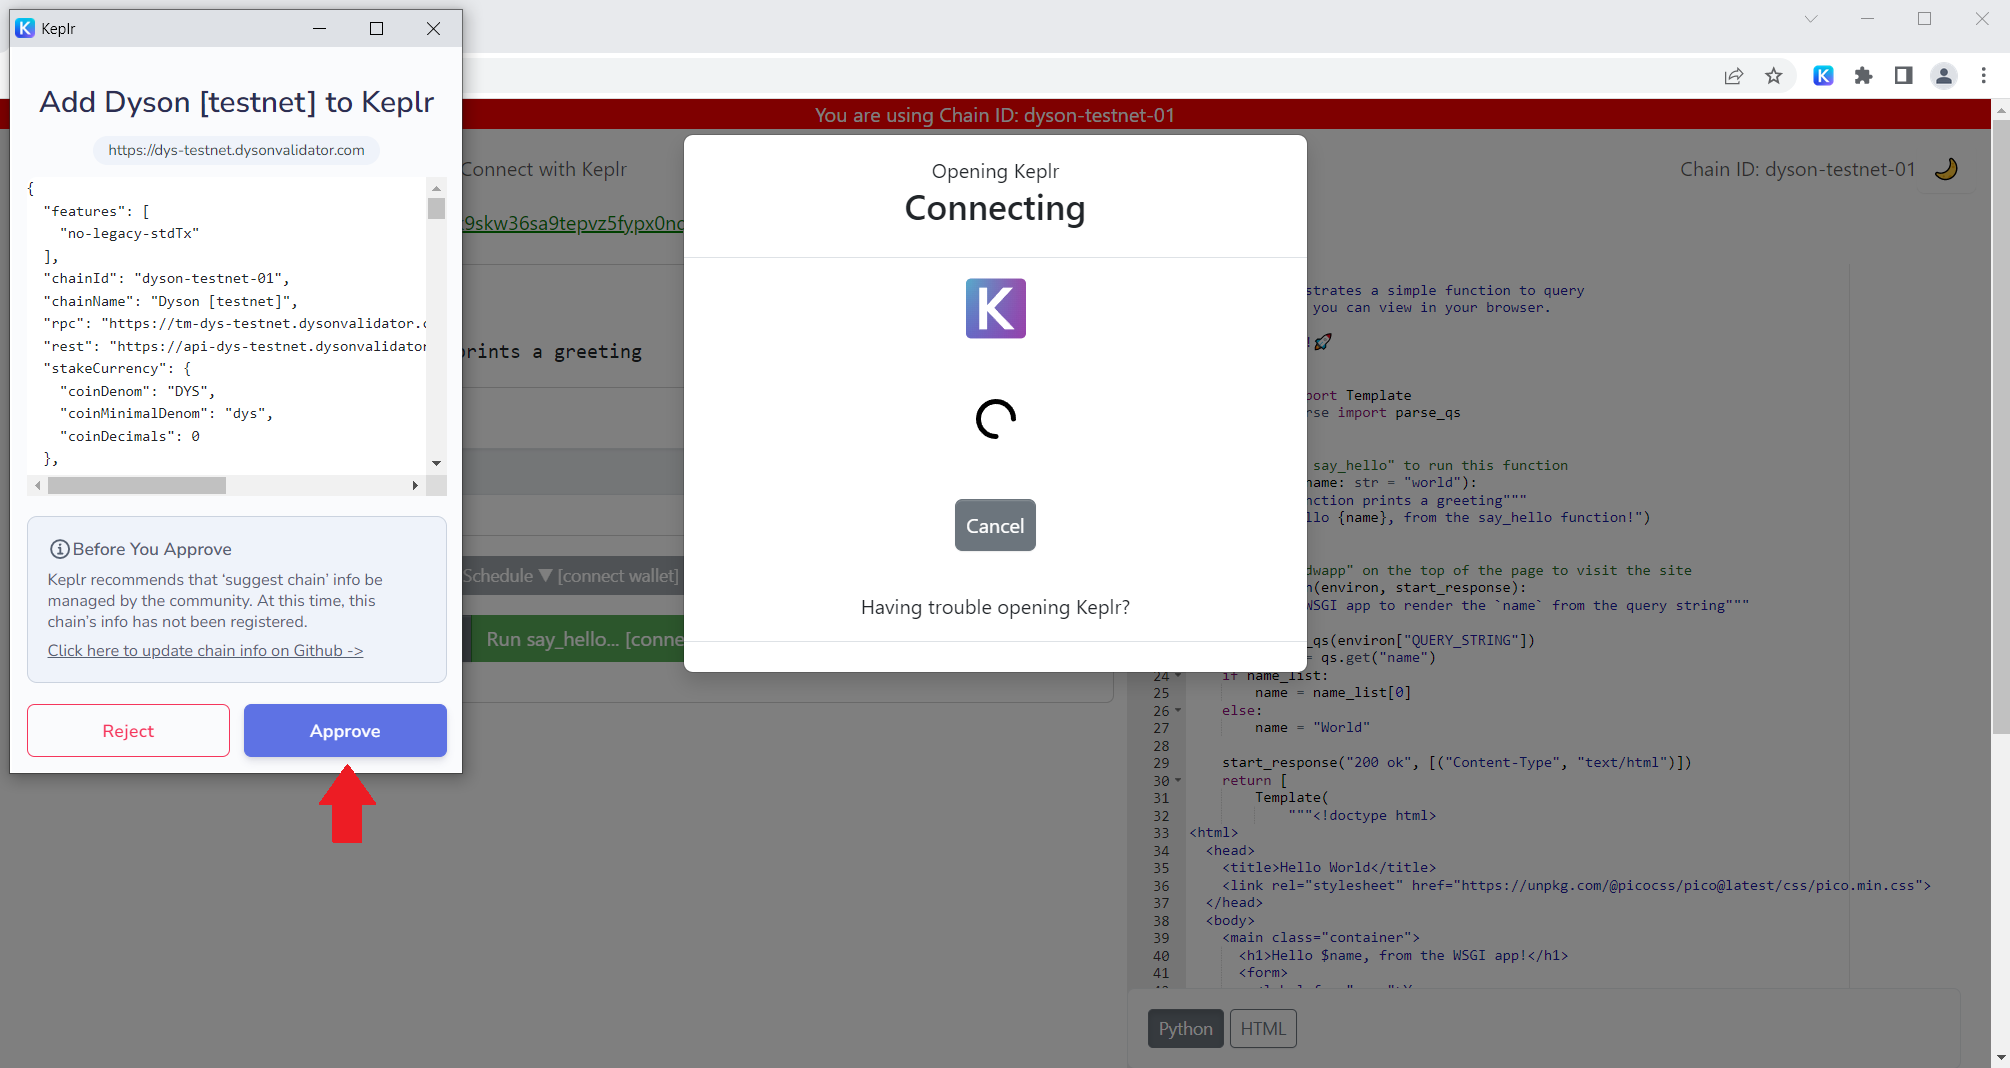 Keplr
Add Dyson [testnet] to Keplr
https://dys-testnet.dysonvalidator.com
{
"features": [
"no-legacy-stdTx"
],
"chainId": "dyson-testnet-01",
"chainName": "Dyson [testnet]",
"rpc": "https://tm-dys-testnet.dysonvalidator.
"rest": "https://api-dys-testnet.dysonvalidator
"stakeCurrency": {
"coinDenom": "DYS",
"coinMinimalDenom": "dys",
"coinDecimals": 0
},
Before You Approve
Keplr recommends that ‘suggest chain’ info be
managed by the community. At this time, this
chain’s info has not been registered.
Click here to update chain info on Github ->
Reject
Approve
You are using Chain ID: dyson-testnet-01
Connect with Keplr
Chain ID: dyson-testnet-01
9skw36sa9tepvz5fypx0nc
prints a greeting
Schedule ▼ [connect wallet]
Run say_hello... [conne
Opening Keplr
Connecting
K
Cancel
Having trouble opening Keplr?
strates a simple function to query
you can view in your browser.
!🚀
port Template
rse import parse_qs
say_hello" to run this function
name: str = "world"):
nction prints a greeting"""
llo {name}, from the say_hello function!")
dwapp" on the top of the page to visit the site
n(environ, start_response):
WSGI app to render the `name` from the query string"""
_qs(environ["QUERY_STRING"])
= qs.get("name")
24 if name_list:
25 name = name_list[0]
26 else:
27 name = "World"
28
29 start_response("200 ok", [("Content-Type", "text/html")])
30 return [
31 Template(
32 """<!doctype html>
33 <html>
34 <head>
35 <title>Hello World</title>
36 <link rel="stylesheet" href="https://unpkg.com/@picocss/pico@latest/css/pico.min.css">
37 </head>
38 <body>
39 <main class="container">
40 <h1>Hello $name, from the WSGI app!</h1>
41 <form>
Python
HTML